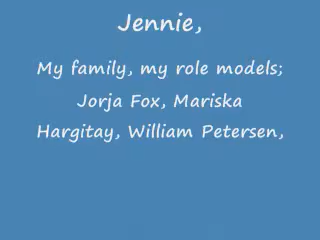 Jennie,
My family, my role models;
Jorja Fox, Mariska
Hargitay, William Petersen,